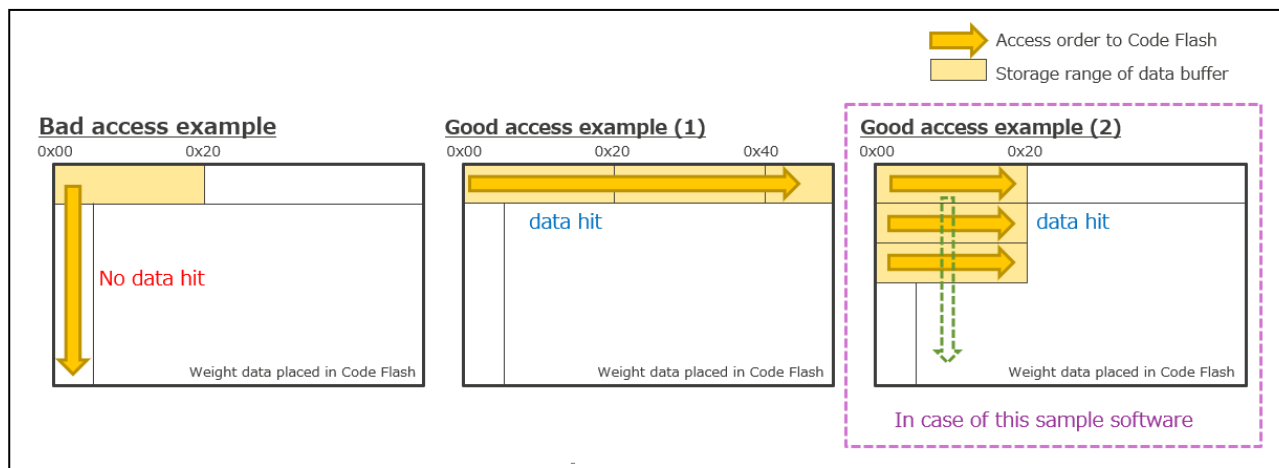 Access order to Code Flash
Storage range of data buffer
Bad access example
0x00 0x20
No data hit
Weight data placed in Code Flash
Good access example (1)
0x00 0x20 0x40
data hit
Weight data placed in Code Flash
Good access example (2)
0x00 0x20
data hit
Weight data placed in Code Flash
In case of this sample software